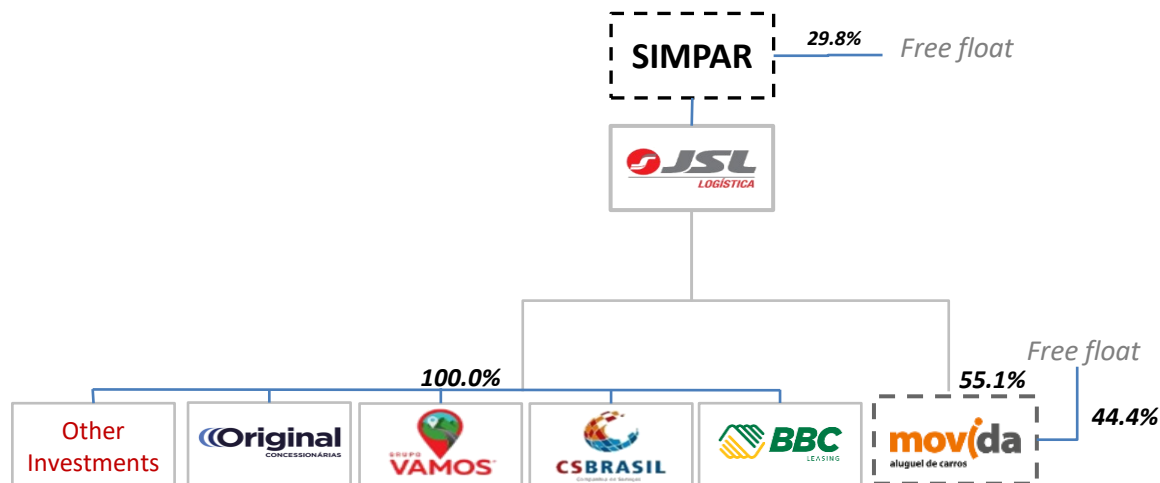 SIMPAR
29.8%
Free float
JSL
LOGÍSTICA
Free float
100.0%
55.1%
44.4%
Other
Investments
Original
CONCESSIONÁRIAS
GRUPO
VAMOS
CSBRASIL
BBC
LEASING
movida
aluguel de carros